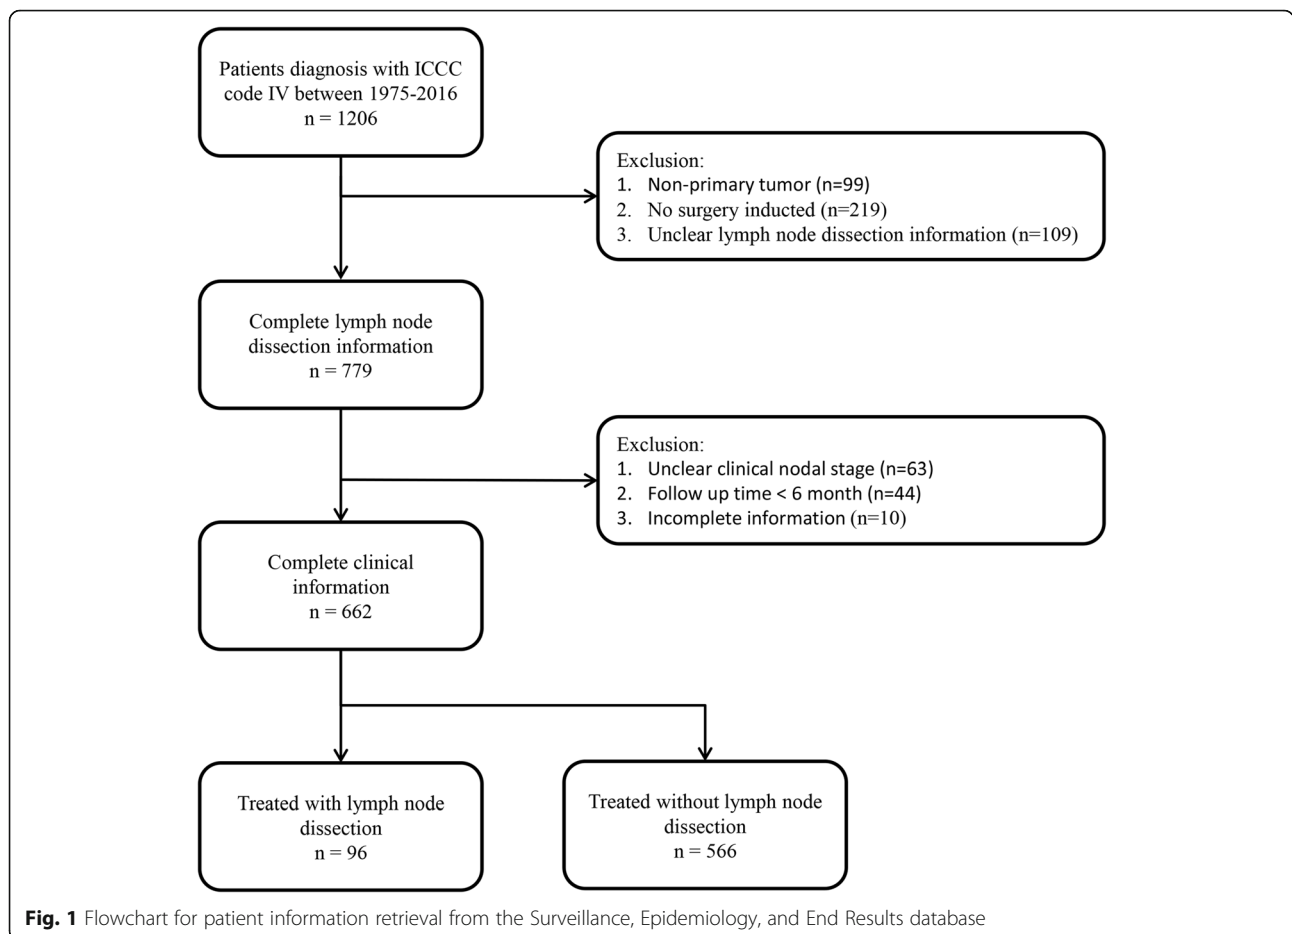 Patients diagnosis with ICCC
code IV between 1975-2016
n = 1206
Exclusion:
1. Non-primary tumor (n=99)
2. No surgery inducted (n=219)
3. Unclear lymph node dissection information (n=109)
Complete lymph node
dissection information
n = 779
Exclusion:
1. Unclear clinical nodal stage (n=63)
2. Follow up time < 6 month (n=44)
3. Incomplete information (n=10)
Complete clinical
information
n = 662
Treated with lymph node
dissection
n = 96
Treated without lymph node
dissection
n = 566
Fig. 1 Flowchart for patient information retrieval from the Surveillance, Epidemiology, and End Results database